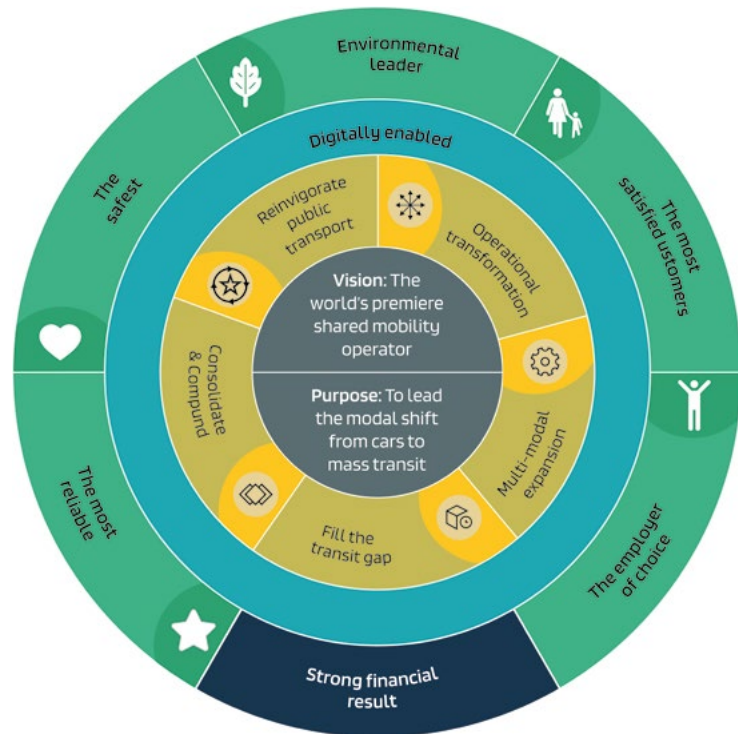 Environmental
leader
The most
satisfied ustomers
The employer
of choice
Strong financial
result
The most
reliable
The
safest
Digitally enabled
Reinvigorate
public
transport
Operational
transformation
Multi-modal
expansion
Fill the
transit gap
Consolidate
& Compund
Vision: The
world's premiere
shared mobility
operator
Purpose: To lead
the modal shift
from cars to
mass transit